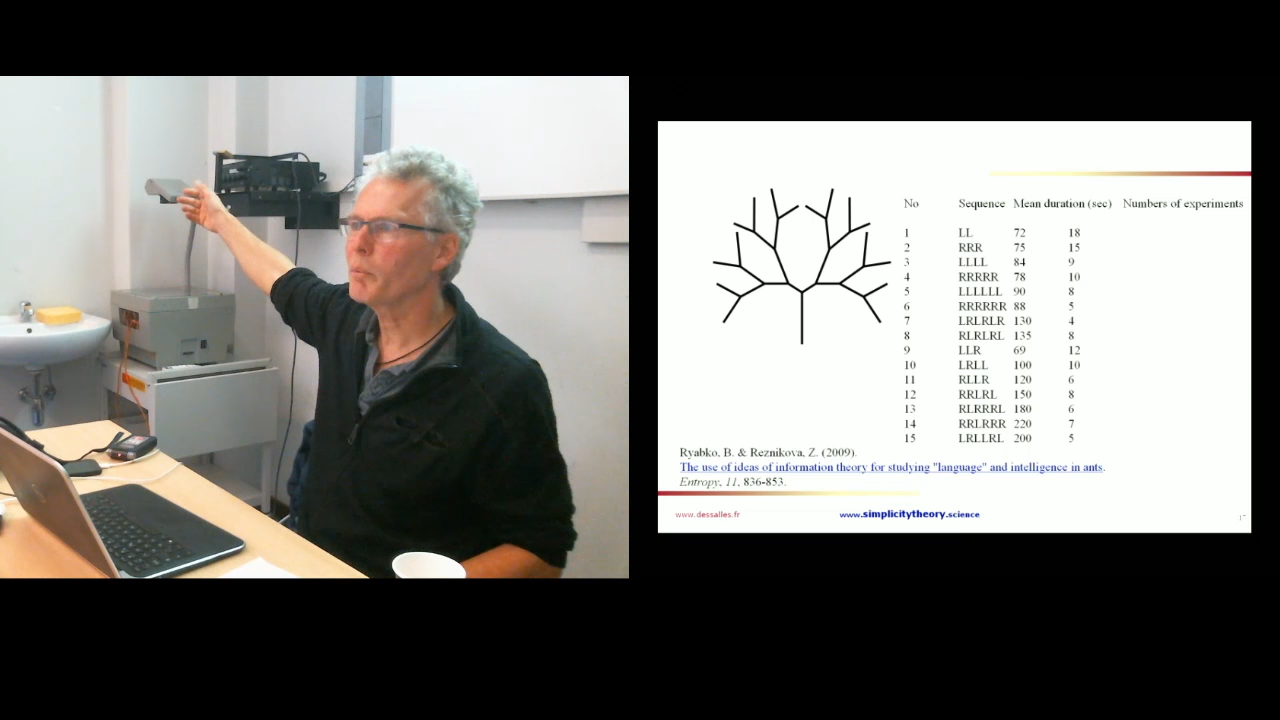 No Sequence Mean duration (sec) Numbers of experiments
1 LL 72 18
2 RRR 75 15
3 LLLL 84 9
4 RRRRR 78 10
5 LLLLLL 90 8
6 RRRRRR 88 5
7 LRLRLR 130 4
8 RLRLRL 135 8
9 LLR 69 12
10 LRLL 100 10
11 RLLR 120 6
12 RRLRL 150 8
13 RLRRRL 180 6
14 RRLRRR 220 7
15 LRLLRL 200 5
Ryabko, B. & Reznikova, Z. (2009).
The use of ideas of information theory for studying "language" and intelligence in ants.
Entropy, 11, 836-853.
www.dessalles.fr www.simplicitytheory.science 17